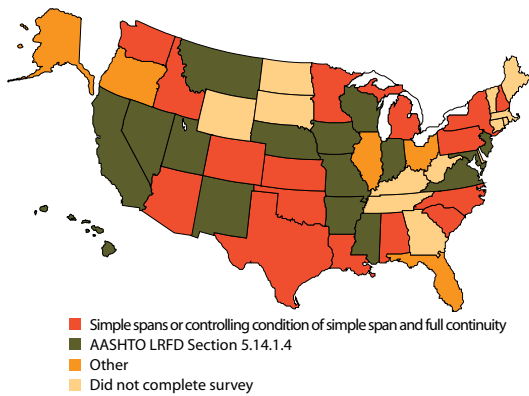 Simple spans or controlling condition of simple span and full continuity
AASHTO LRFD Section 5.14.1.4
Other
Did not complete survey